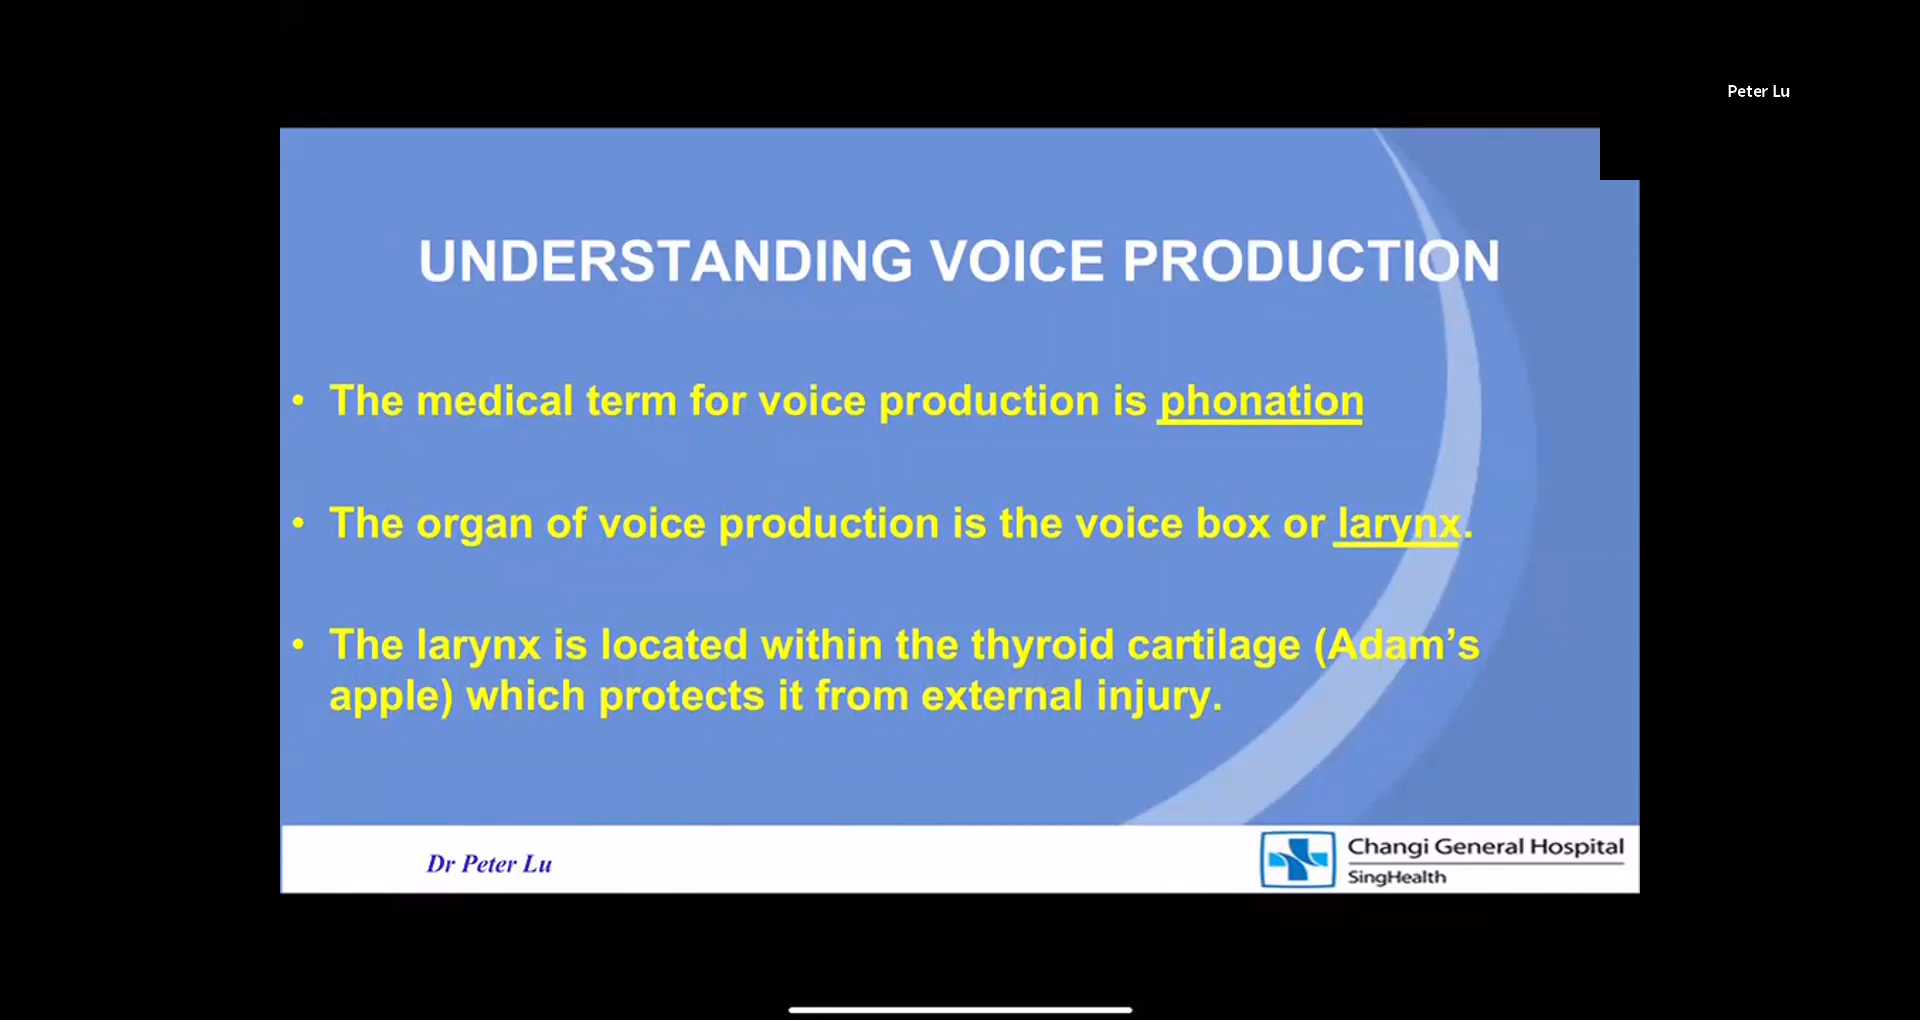 Peter Lu
UNDERSTANDING VOICE PRODUCTION
• The medical term for voice production is phonation
• The organ of voice production is the voice box or larynx.
• The larynx is located within the thyroid cartilage (Adam’s
apple) which protects it from external injury.
Dr Peter Lu
Changi General Hospital
SingHealth